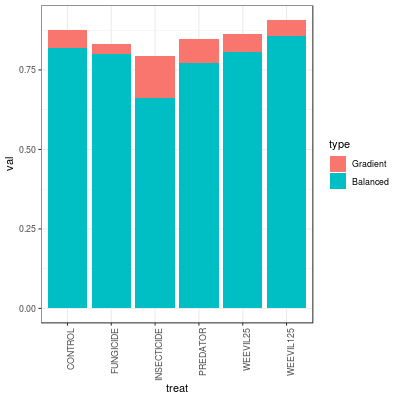 val
0.75
0.50
0.25
0.00
CONTROL
FUNGICIDE
INSECTICIDE
PREDATOR
WEEVIL25
WEEVIL125
treat
type
Gradient
Balanced